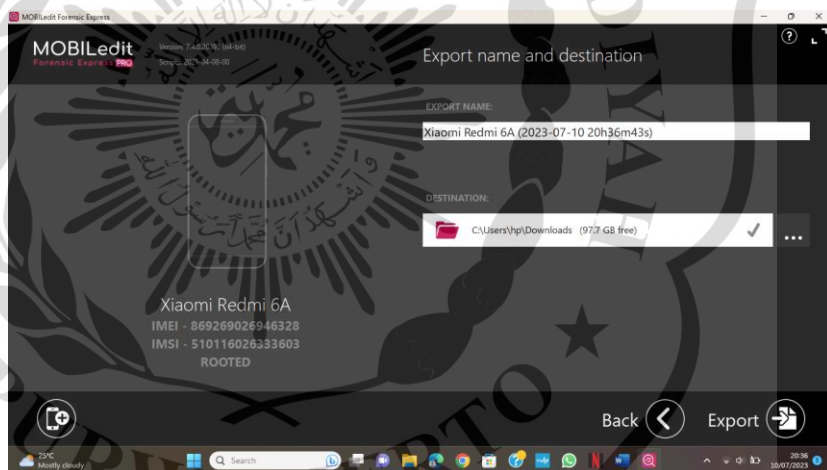 MOBILedit Forensic Express
MOBILedit
Forensic Express PRO
Export name and destination
EXPORT NAME:
Xiaomi Redmi 6A (2023-07-10 20h36m43s)
DESTINATION:
C:\Users\hp\Downloads (97.7 GB free)
Xiaomi Redmi 6A
IMEI - 869269026946328
IMSI - 510116026333603
ROOTED
Back
Export
25°C
Mostly cloudy
Search
20:36
10/07/2023